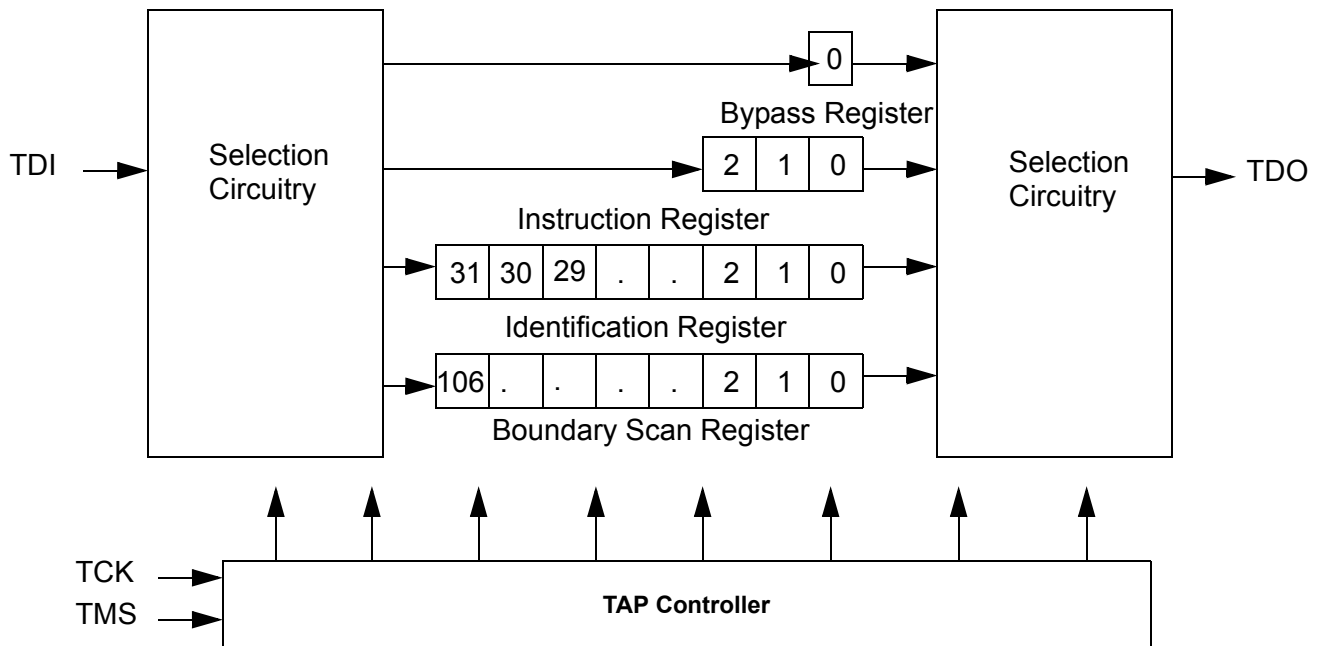 0
Bypass Register
TDI
Selection
Circuitry
2 1 0
Selection
Circuitry
TDO
Instruction Register
31 30 29 . . 2 1 0
Identification Register
106 . . . . 2 1 0
Boundary Scan Register
TCK
TMS
TAP Controller